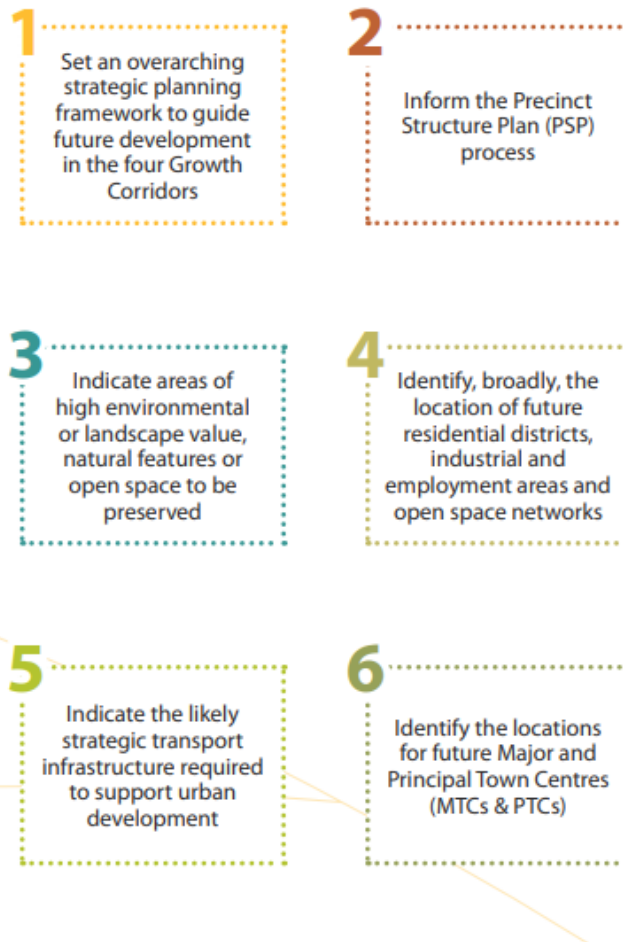 1
Set an overarching
strategic planning
framework to guide
future development
in the four Growth
Corridors
2
Inform the Precinct
Structure Plan (PSP)
process
3
Indicate areas of
high environmental
or landscape value,
natural features or
open space to be
preserved
4
Identify, broadly, the
location of future
residential districts,
industrial and
employment areas and
open space networks
5
Indicate the likely
strategic transport
infrastructure required
to support urban
development
6
Identify the locations
for future Major and
Principal Town Centres
(MTCs & PTCs)